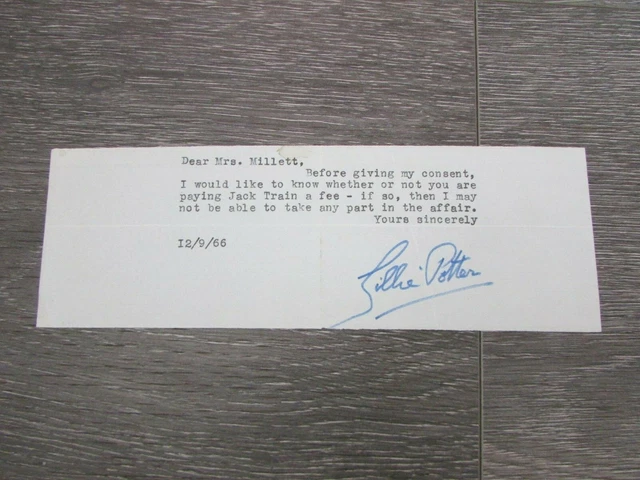 Dear Mrs. Millett,
Before giving my consent,
I would like to know whether or not you are
paying Jack Train a fee - if so, then I may
not be able to take any part in the affair.
Yours sincerely
I2/9/66
Gillie Potter